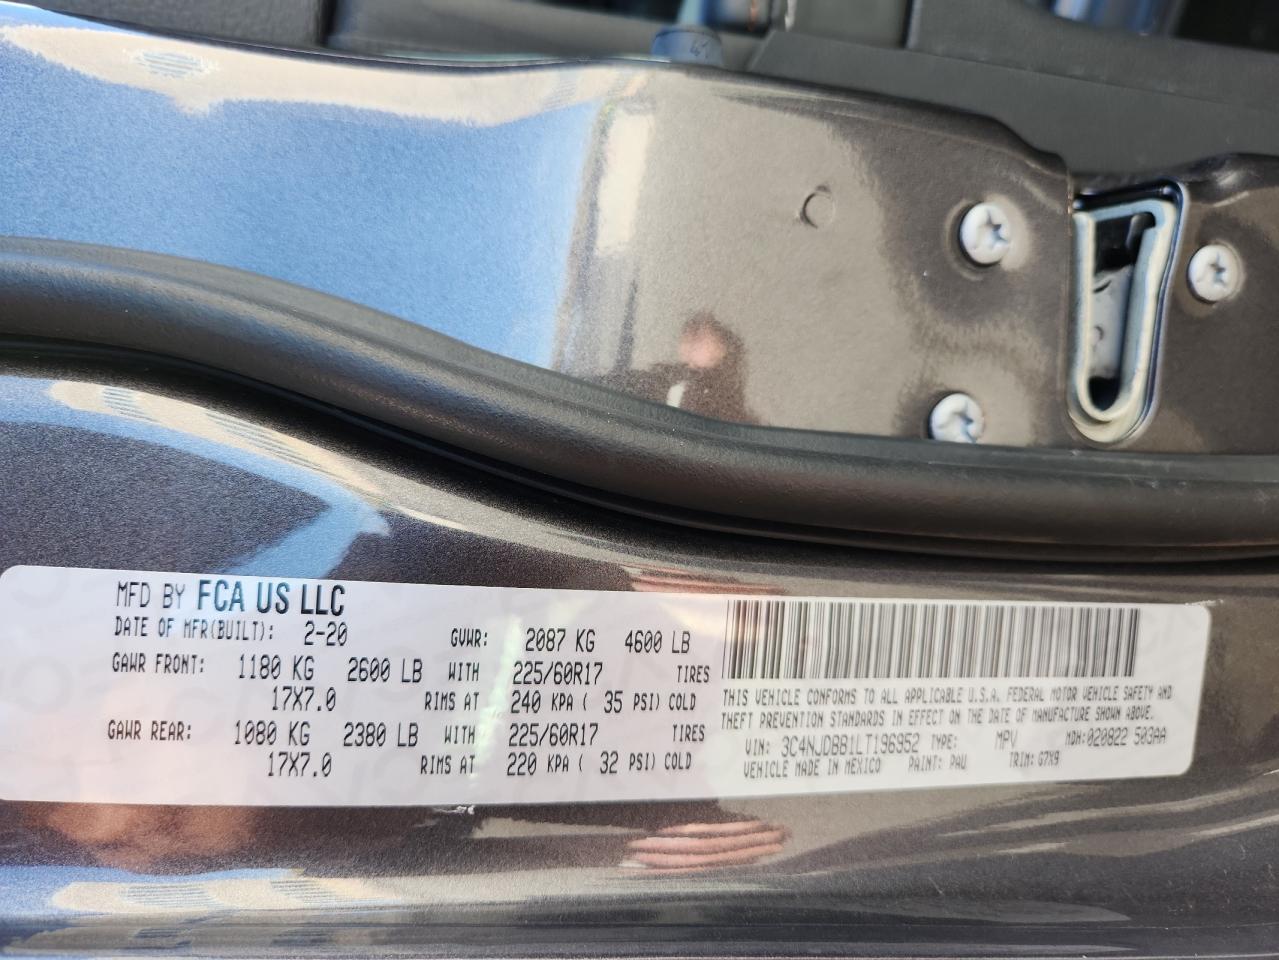 MFD BY FCA US LLC
DATE OF MFR(BUILT): 2-20 GVWR: 2087 KG 4600 LB
GAWR FRONT: 1180 KG 2600 LB WITH 225/60R17 TIRES
17X7.0 RIMS AT 240 KPA ( 35 PSI) COLD
GAWR REAR: 1080 KG 2380 LB WITH 225/60R17 TIRES
17X7.0 RIMS AT 220 KPA ( 32 PSI) COLD
THIS VEHICLE CONFORMS TO ALL APPLICABLE U.S.A. FEDERAL MOTOR VEHICLE SAFETY AND
THEFT PREVENTION STANDARDS IN EFFECT ON THE DATE OF MANUFACTURE SHOWN ABOVE.
VIN: 3C4NJDBB1LT196952 TYPE: MPV MDH: 020822 503AA
VEHICLE MADE IN MEXICO PAINT: PAU TRIM: G7X9